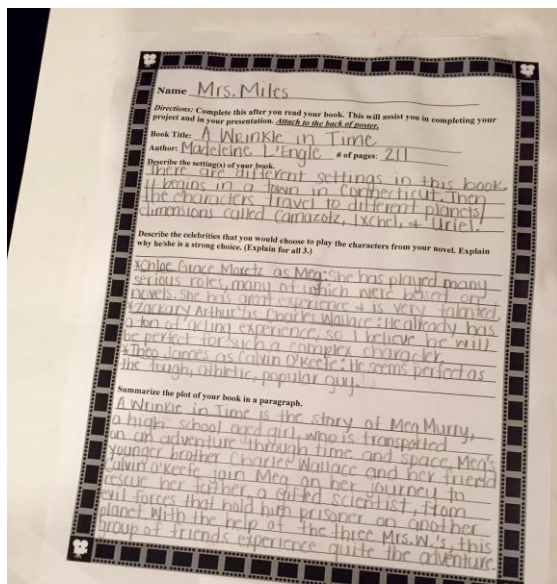 Name Mrs. Miles
Directions: Complete this after you read your book. This will assist you in completing your
project and in your presentation. Attach to the back of poster.
Book Title: A Wrinkle in Time
Author: Madeleine L'Engle # of pages: 211
Describe the setting(s) of your book.
There are different settings in this book.
It begins in a town in Connecticut. Then
the characters travel to different planets/
dimensions called Camazotz, Ixchel, & Uriel.
Describe the celebrities that you would choose to play the characters from your novel. Explain
why he/she is a strong choice. (Explain for all 3.)
*Chloe Grace Moretz as Meg: She has played many
serious roles, many of which were based on
novels. She has great experience & is very talented.
*Zackary Arthur as Charles Wallace: He already has
a ton of acting experience, so I believe he will
be perfect for such a complex character.
*Theo James as Calvin O'Keefe: He seems perfect as
the tough, athletic, popular guy.
Summarize the plot of your book in a paragraph.
A Wrinkle in Time is the story of Meg Murry,
a high-school aged girl, who is transported
on an adventure through time and space. Meg's
younger brother Charles Wallace and her friend
Calvin O'Keefe join Meg on her journey to
rescue her father, a gifted scientist, from
evil forces that hold him prisoner on another
planet. With the help of the three Mrs. W.'s, this
group of friends experience quite the adventure.